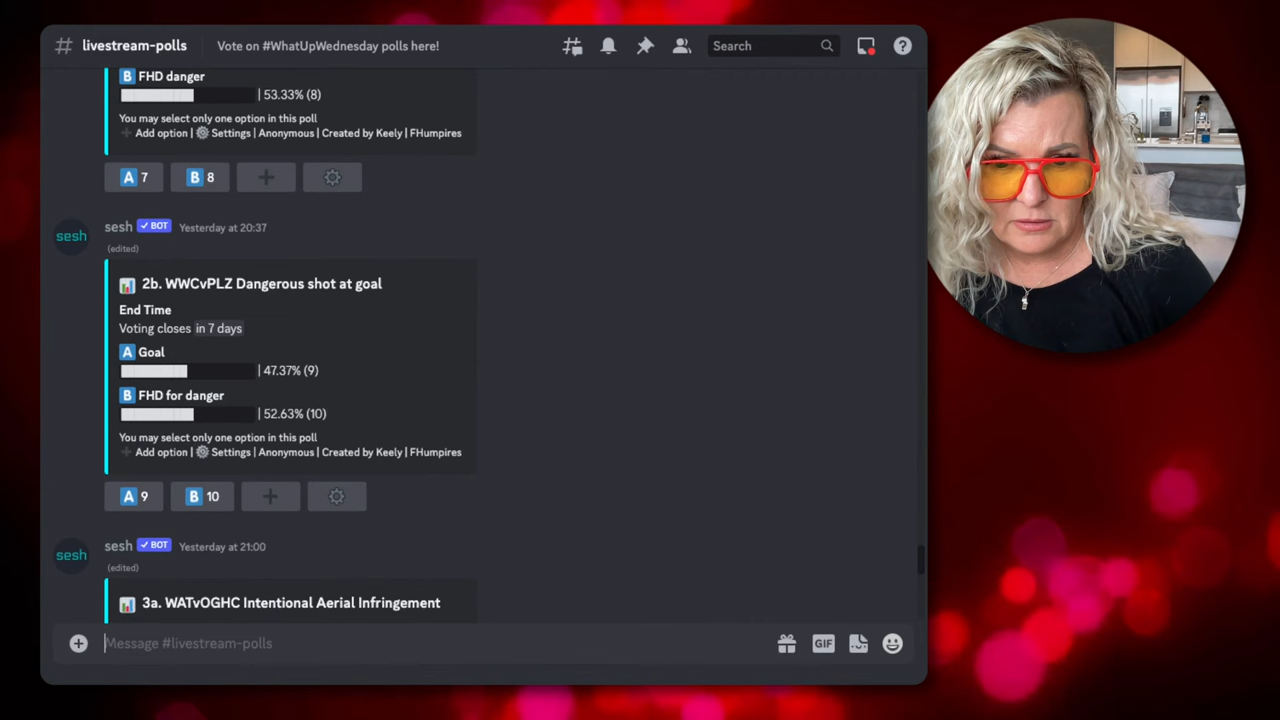 # livestream-polls
Vote on #WhatUpWednesday polls here!
Search
B FHD danger
| 53.33% (8)
You may select only one option in this poll
+ Add option | ⚙ Settings | Anonymous | Created by Keely | FHumpires
A 7
B 8
+
sesh
sesh ✓ BOT Yesterday at 20:37
(edited)
2b. WWCvPLZ Dangerous shot at goal
End Time
Voting closes in 7 days
A Goal
| 47.37% (9)
B FHD for danger
| 52.63% (10)
You may select only one option in this poll
+ Add option | ⚙ Settings | Anonymous | Created by Keely | FHumpires
A 9
B 10
+
sesh
sesh ✓ BOT Yesterday at 21:00
(edited)
3a. WATvOGHC Intentional Aerial Infringement
Message #livestream-polls
GIF